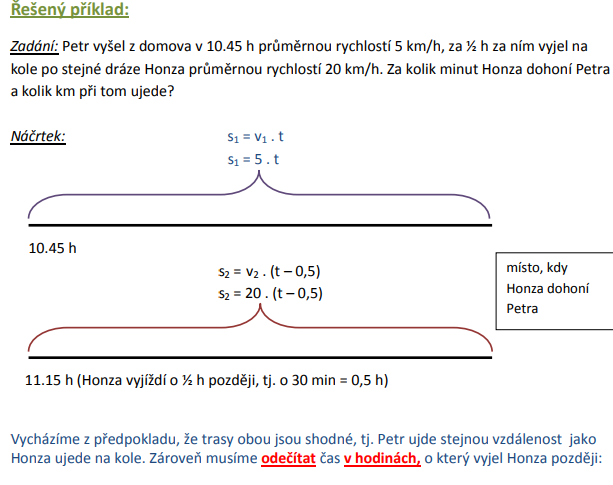 Řešený příklad:
Zadání: Petr vyšel z domova v 10.45 h průměrnou rychlostí 5 km/h, za ½ h za ním vyjel na
kole po stejné dráze Honza průměrnou rychlostí 20 km/h. Za kolik minut Honza dohoní Petra
a kolik km při tom ujede?
Náčrtek:
s₁ = v₁ . t
s₁ = 5 . t
10.45 h
s₂ = v₂ . (t – 0,5)
s₂ = 20 . (t – 0,5)
místo, kdy
Honza dohoní
Petra
11.15 h (Honza vyjíždí o ½ h později, tj. o 30 min = 0,5 h)
Vycházíme z předpokladu, že trasy obou jsou shodné, tj. Petr ujde stejnou vzdálenost jako
Honza ujede na kole. Zároveň musíme odečítat čas v hodinách, o který vyjel Honza později: